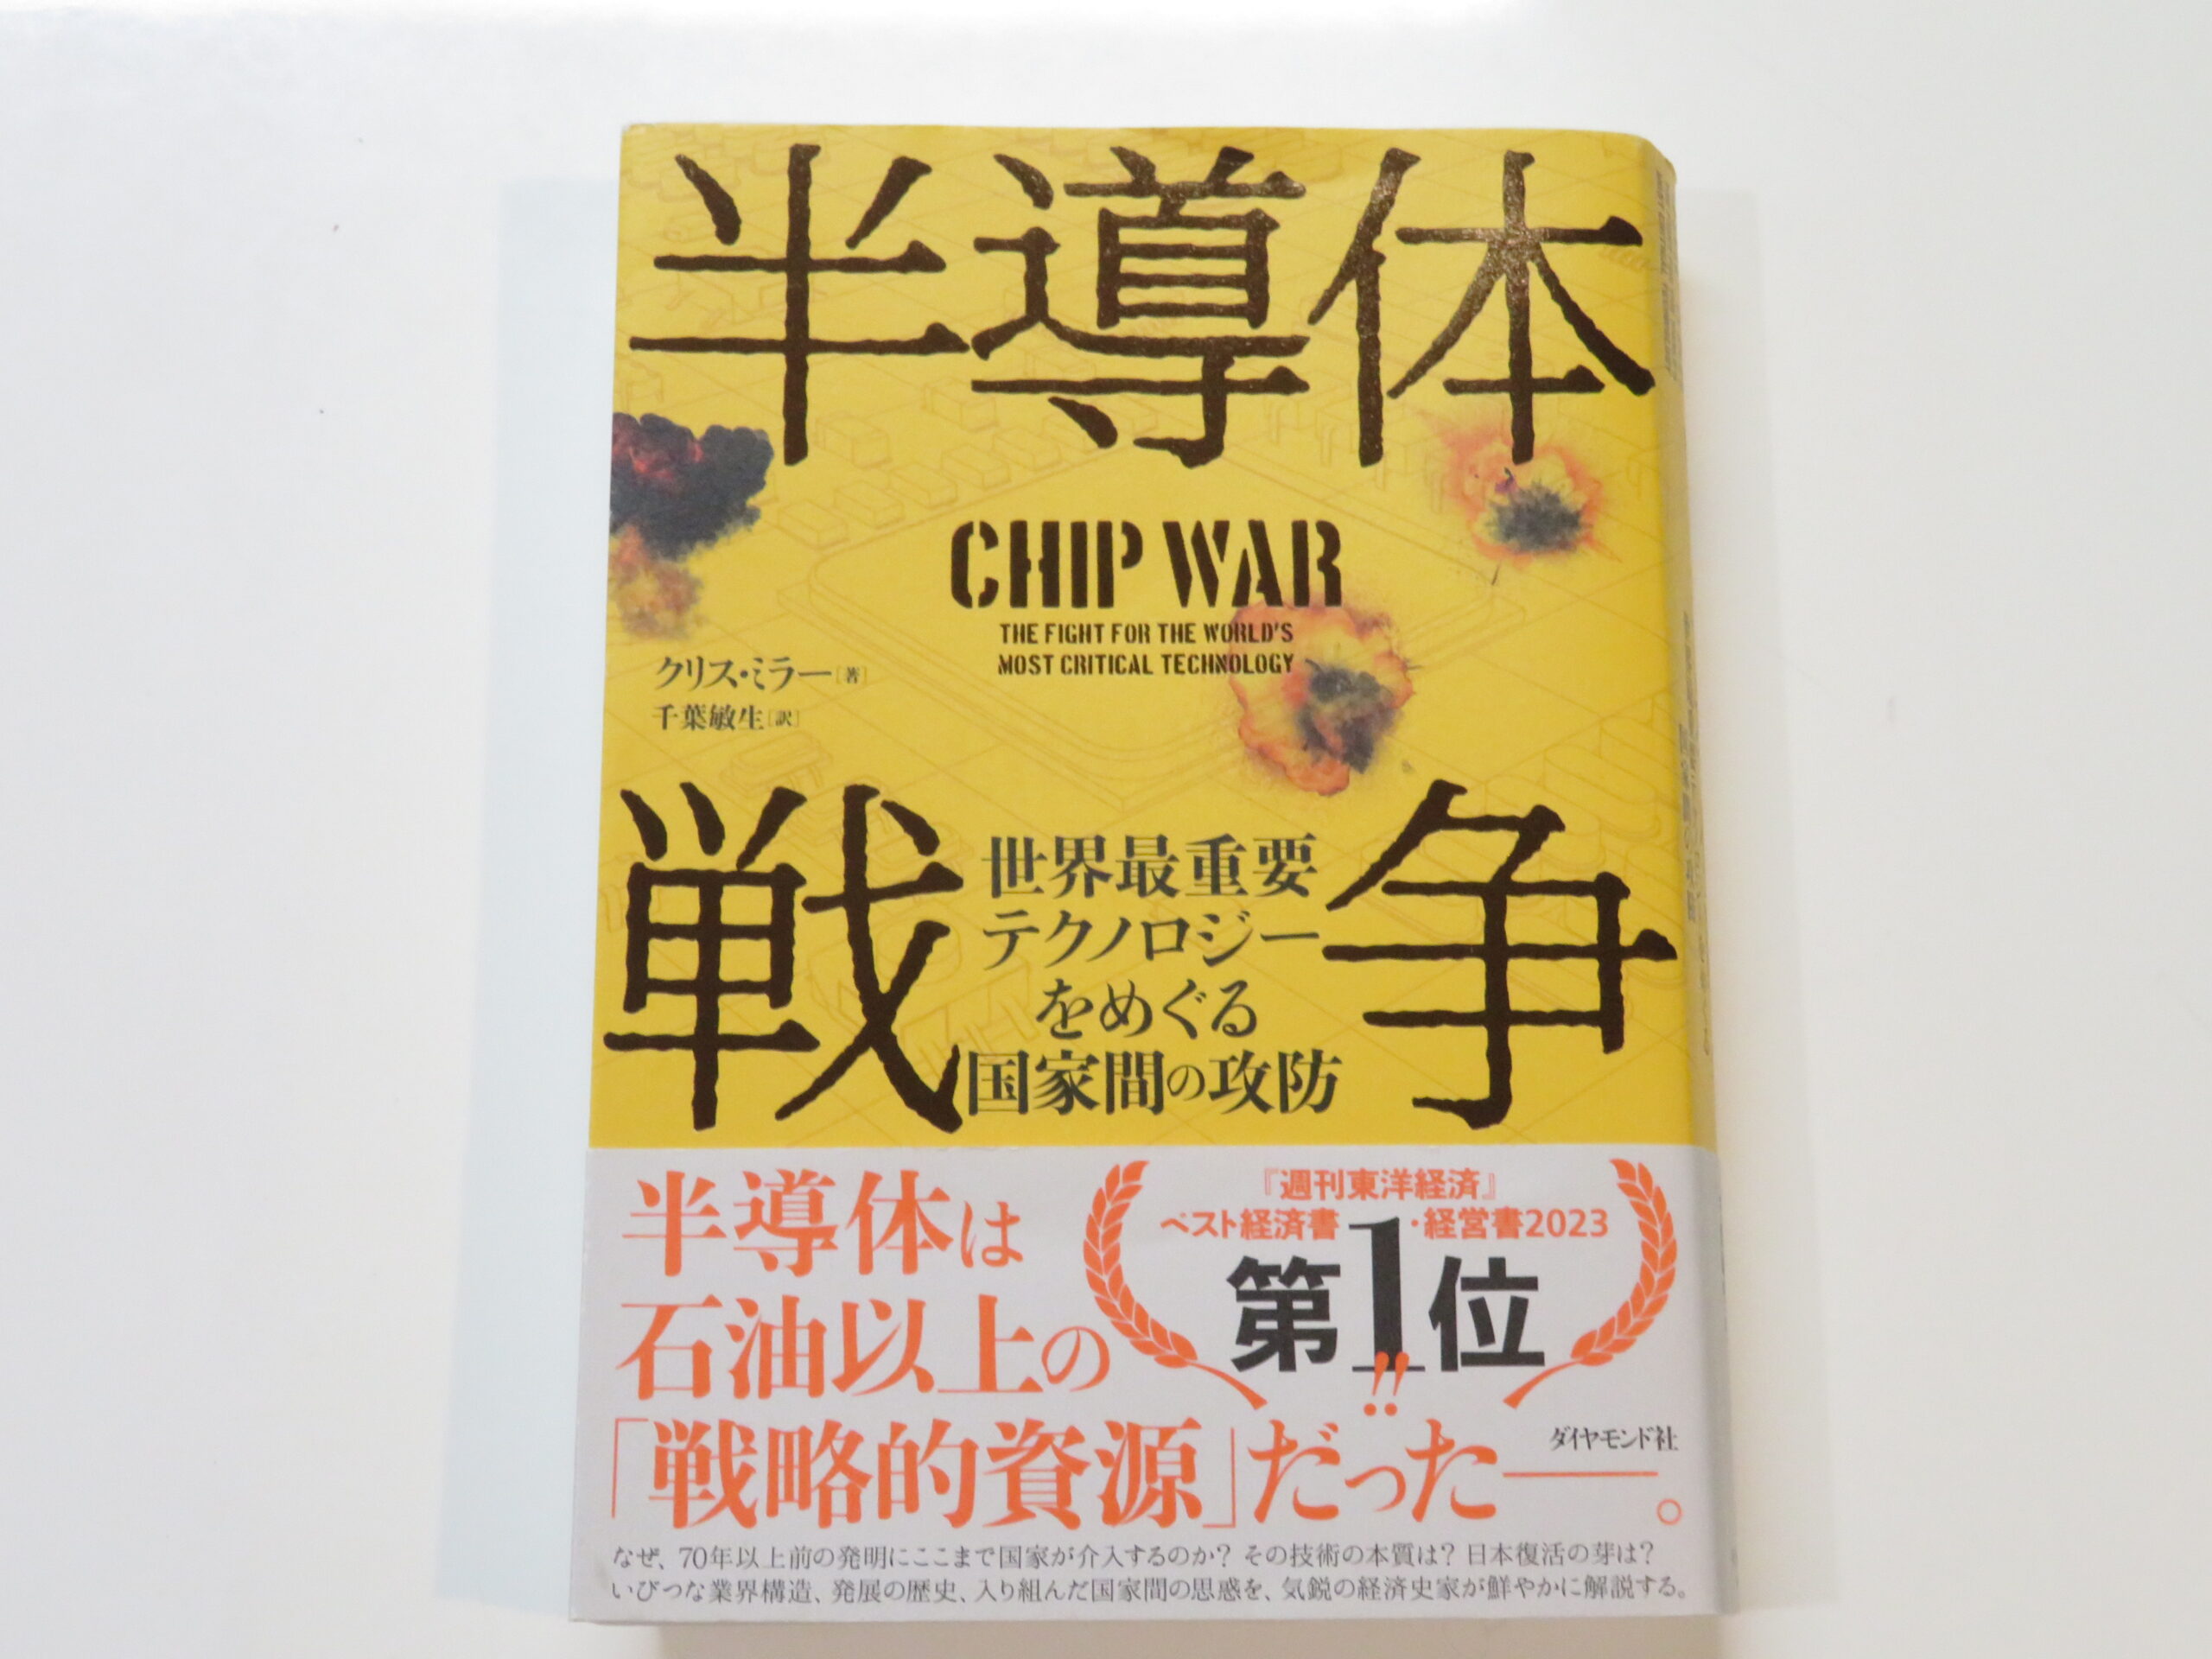 半導体
CHIP WAR
THE FIGHT FOR THE WORLD'S
MOST CRITICAL TECHNOLOGY
クリス・ミラー[著]
千葉敏生[訳]
戦争
世界最重要
テクノロジー
をめぐる
国家間の攻防
『週刊東洋経済』
ベスト経済書・経営書2023
第1位
!!
半導体は
石油以上の
「戦略的資源」だった——。
ダイヤモンド社
なぜ、70年以上前の発明にここまで国家が介入するのか? その技術の本質は? 日本復活の芽は?
いびつな業界構造、発展の歴史、入り組んだ国家間の思惑を、気鋭の経済史家が鮮やかに解説する。